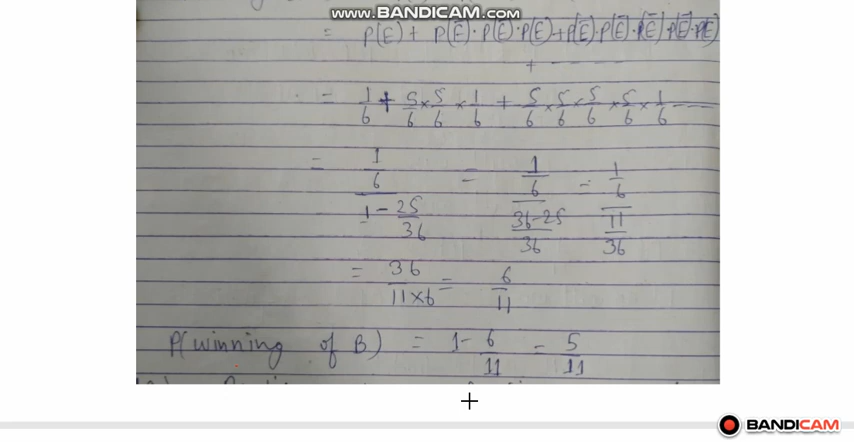 www.BANDICAM.com
= P(E) + P(Ē)·P(Ē)·P(E) + P(Ē)·P(Ē)·P(Ē)·P(Ē)·P(E)
+ -------
= 1/6 + 5/6 × 5/6 × 1/6 + 5/6 × 5/6 × 5/6 × 5/6 × 1/6 ----
= (1/6)/(1 - 25/36) = (1/6)/((36-25)/36) = (1/6)/(11/36)
= 36/(11×6) = 6/11
P(winning of B) = 1 - 6/11 = 5/11
BANDICAM